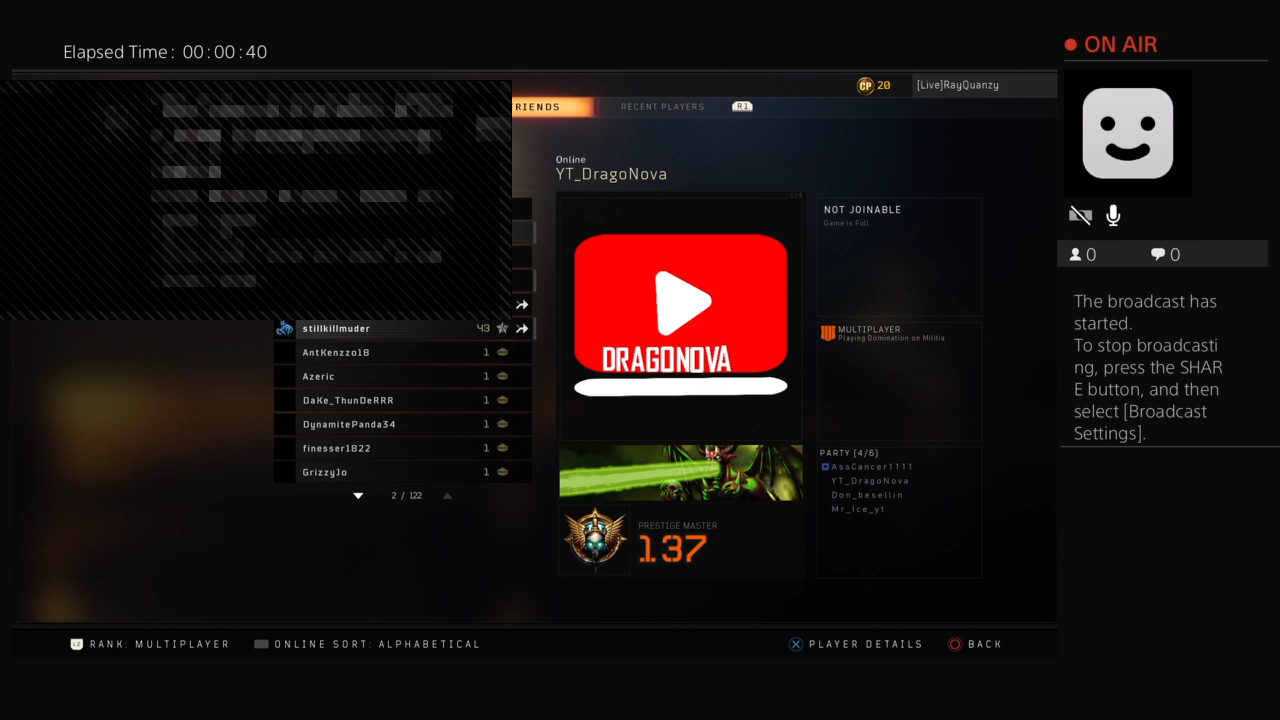 Elapsed Time: 00:00:40
ON AIR
CP 20
[Live]RayQuanzy
RIENDS
RECENT PLAYERS
R1
Online
YT_DragoNova
NOT JOINABLE
Game is Full
DRAGONOVA
0
0
The broadcast has
started.
To stop broadcasti
ng, press the SHAR
E button, and then
select [Broadcast
Settings].
stillkillmuder 43
AntKenzzo18 1
Azeric 1
DaKe_ThunDeRRR 1
DynamitePanda34 1
finesser1822 1
GrizzyJo 1
2 / 122
MULTIPLAYER
Playing Domination on Militia
PARTY (4/6)
AssCancer1111
YT_DragoNova
Don_besellin
Mr_Ice_yt
PRESTIGE MASTER
137
L2 RANK: MULTIPLAYER
ONLINE SORT: ALPHABETICAL
PLAYER DETAILS
BACK